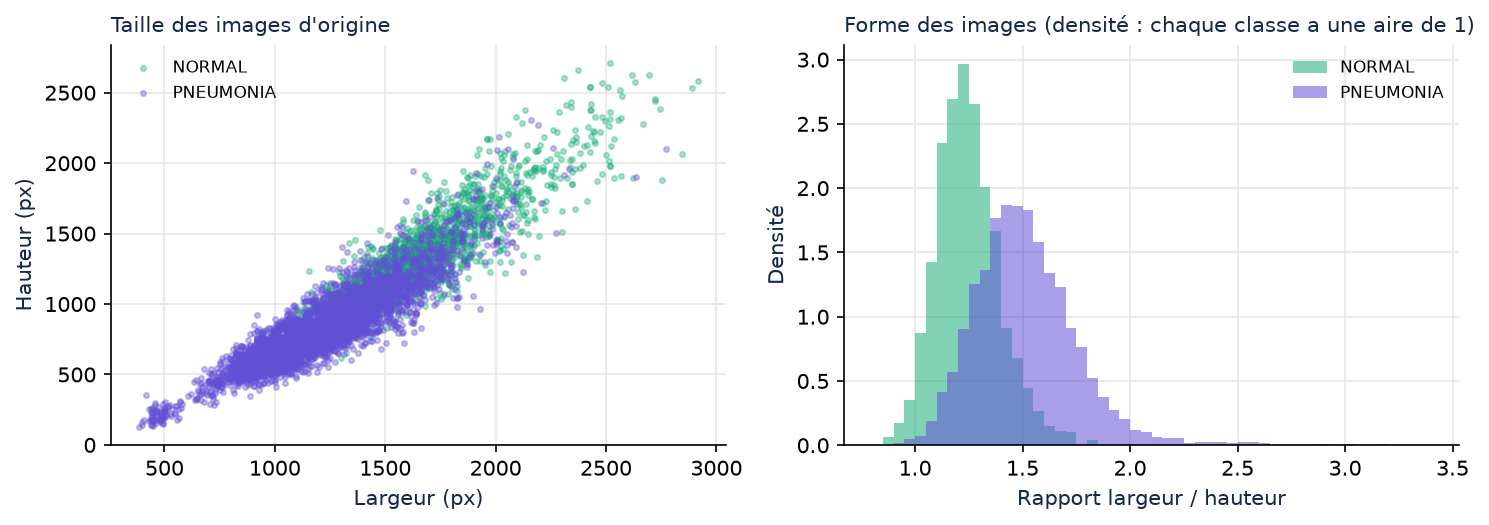 Taille des images d'origine
NORMAL
PNEUMONIA
2500
2000
1500
1000
500
0
Hauteur (px)
500 1000 1500 2000 2500 3000
Largeur (px)
Forme des images (densité : chaque classe a une aire de 1)
NORMAL
PNEUMONIA
3.0
2.5
2.0
1.5
1.0
0.5
0.0
Densité
1.0 1.5 2.0 2.5 3.0 3.5
Rapport largeur / hauteur